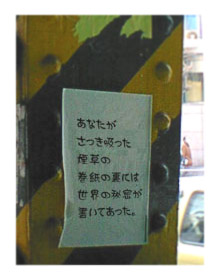 あなたが
さっき吸った
煙草の
巻紙の裏には
世界の秘密が
書いてあった。